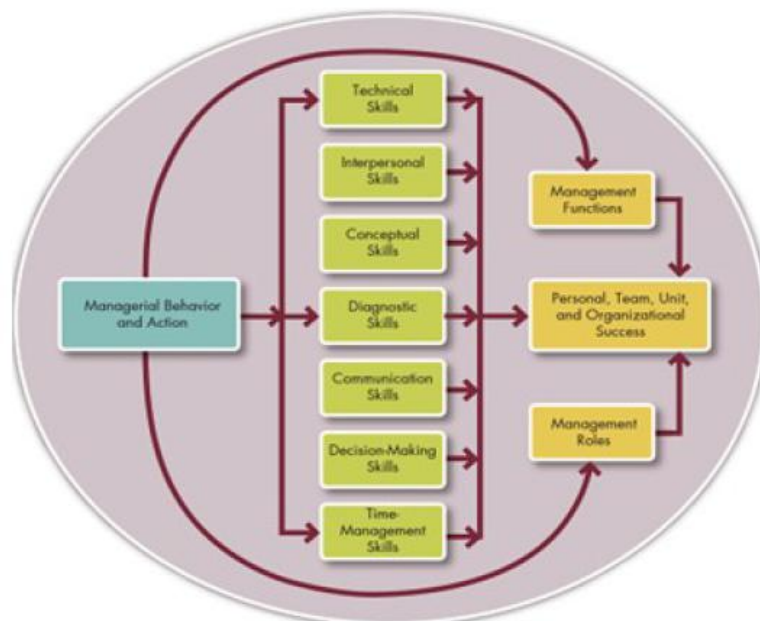 Technical
Skills
Interpersonal
Skills
Management
Functions
Conceptual
Skills
Managerial Behavior
and Action
Diagnostic
Skills
Personal, Team, Unit,
and Organizational
Success
Communication
Skills
Management
Roles
Decision-Making
Skills
Time-
Management
Skills